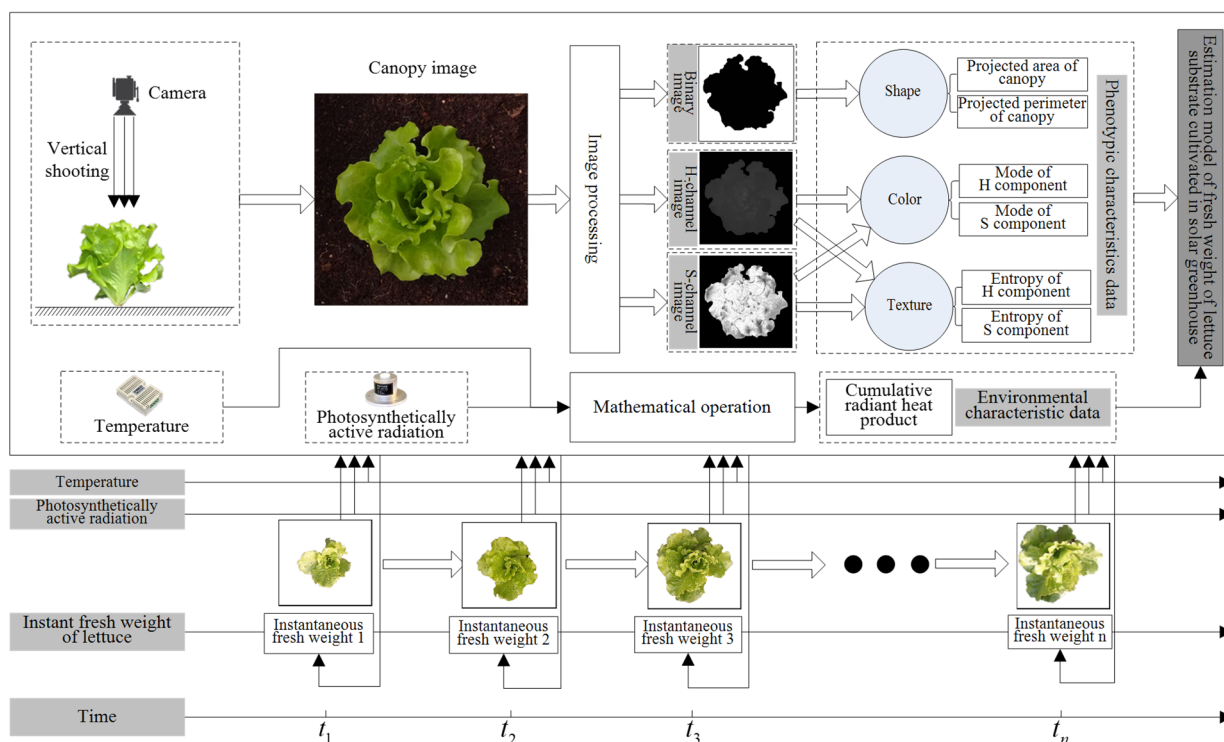 Camera
Vertical
shooting
Canopy image
Image processing
Binary
image
H-channel
image
S-channel
image
Shape
Color
Texture
Projected area of
canopy
Projected perimeter
of canopy
Mode of
H component
Mode of
S component
Entropy of
H component
Entropy of
S component
Phenotypic characteristics data
Estimation model of fresh weight of lettuce
substrate cultivated in solar greenhouse
Temperature
Photosynthetically
active radiation
Mathematical operation
Cumulative
radiant heat
product
Environmental
characteristic data
Temperature
Photosynthetically
active radiation
Instant fresh weight
of lettuce
Instantaneous
fresh weight 1
Instantaneous
fresh weight 2
Instantaneous
fresh weight 3
Instantaneous
fresh weight n
Time
t1
t2
t3
tn